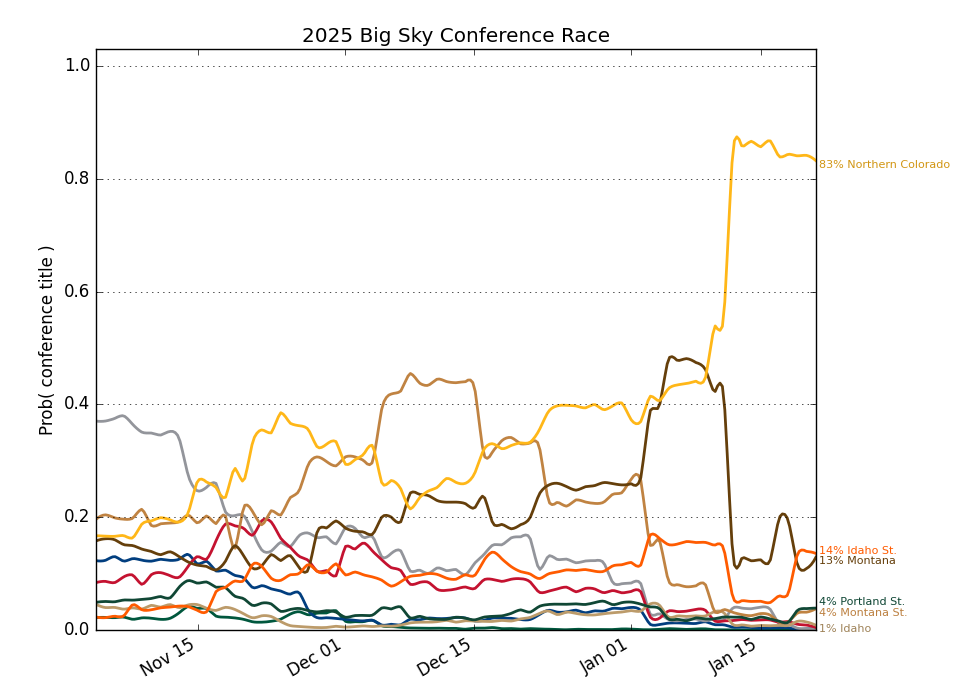 2025 Big Sky Conference Race
Prob( conference title )
1.0
0.8
0.6
0.4
0.2
0.0
Nov 15
Dec 01
Dec 15
Jan 01
Jan 15
83% Northern Colorado
14% Idaho St.
13% Montana
4% Portland St.
4% Montana St.
1% Idaho